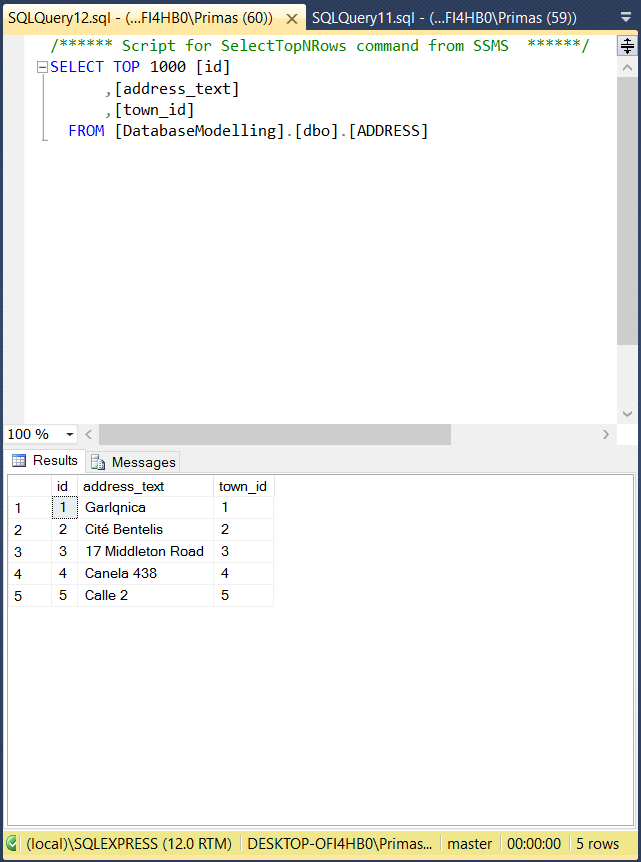 SQLQuery12.sql - (...FI4HB0\Primas (60)) SQLQuery11.sql - (...FI4HB0\Primas (59))
/****** Script for SelectTopNRows command from SSMS  ******/
SELECT TOP 1000 [id]
,[address_text]
,[town_id]
FROM [DatabaseModelling].[dbo].[ADDRESS]
100 %
Results Messages
id address_text town_id
1 1 Garlqnica 1
2 2 Cité Bentelis 2
3 3 17 Middleton Road 3
4 4 Canela 438 4
5 5 Calle 2 5
(local)\SQLEXPRESS (12.0 RTM) DESKTOP-OFI4HB0\Primas... master 00:00:00 5 rows